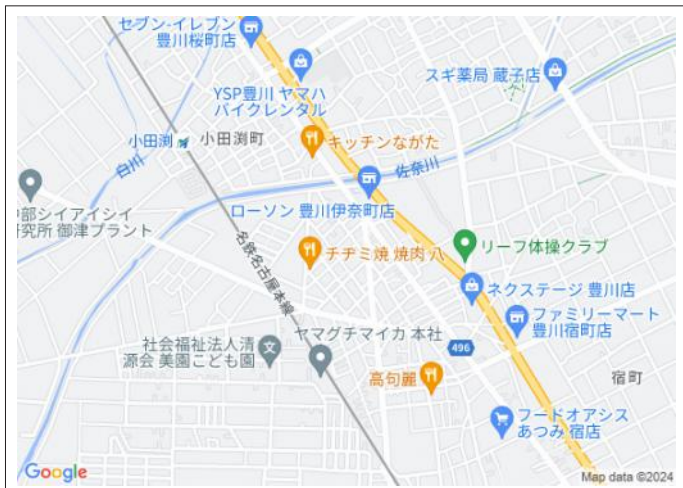 セブン-イレブン
豊川桜町店
YSP豊川 ヤマハ
バイクレンタル
スギ薬局 蔵子店
小田渕
小田渕町
キッチンながた
白川
佐奈川
中部シイアイシイ
研究所 御津プラント
ローソン 豊川伊奈町店
名鉄名古屋本線
チヂミ焼 焼肉 八
リーフ体操クラブ
ネクステージ 豊川店
ファミリーマート
豊川宿町店
社会福祉法人清
源会 美園こども園
ヤマグチマイカ 本社
496
高句麗
宿町
フードオアシス
あつみ 宿店
Google
Map data ©2024